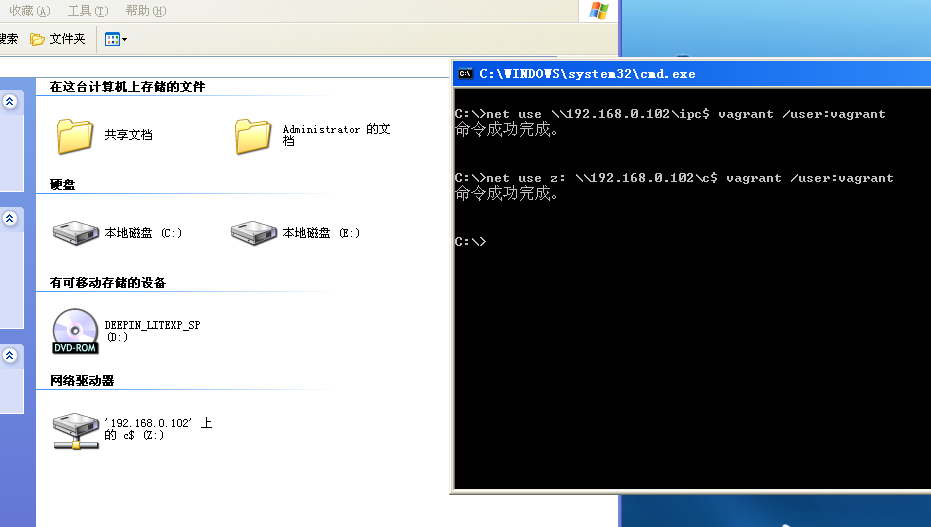 收藏(A) 工具(T) 帮助(H)
搜索 文件夹
在这台计算机上存储的文件
共享文档
Administrator 的文
档
硬盘
本地磁盘 (C:)
本地磁盘 (E:)
有可移动存储的设备
DEEPIN_LITEXP_SP
(D:)
DVD-ROM
网络驱动器
'192.168.0.102' 上
的 c$ (Z:)
C:\WINDOWS\system32\cmd.exe
C:\>net use \\192.168.0.102\ipc$ vagrant /user:vagrant
命令成功完成。
C:\>net use z: \\192.168.0.102\c$ vagrant /user:vagrant
命令成功完成。
C:\>